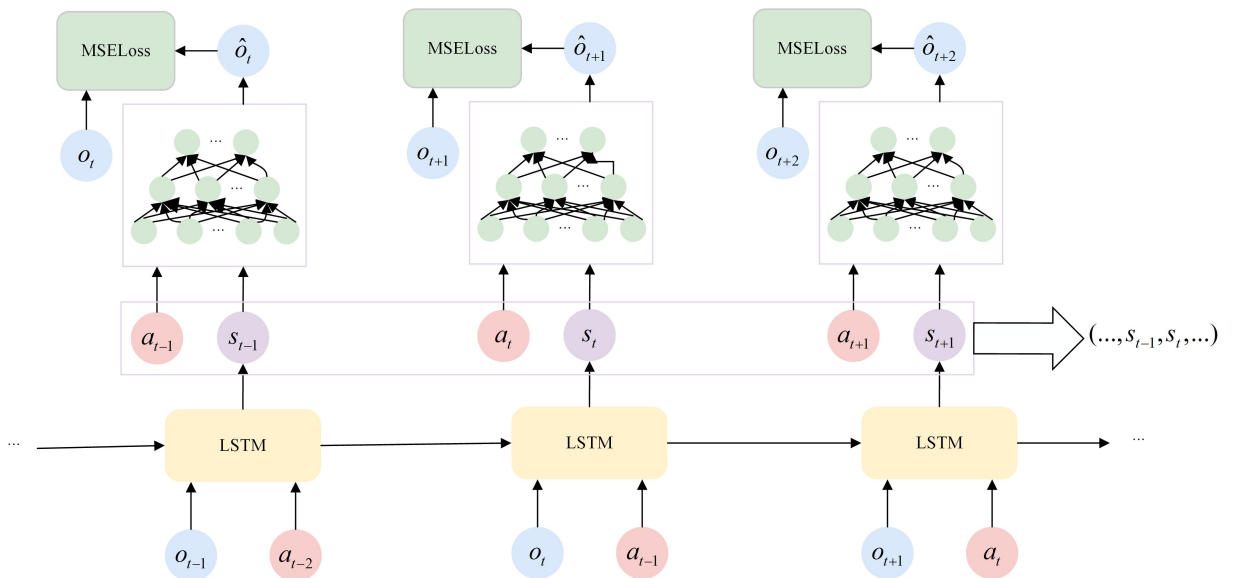 MSELoss ô_t MSELoss ô_{t+1} MSELoss ô_{t+2}
o_t ... o_{t+1} ... o_{t+2} ...
... ... ...
... ... ...
a_{t-1} s_{t-1} a_t s_t a_{t+1} s_{t+1} (...,s_{t-1},s_t,...)
... LSTM LSTM LSTM ...
o_{t-1} a_{t-2} o_t a_{t-1} o_{t+1} a_t